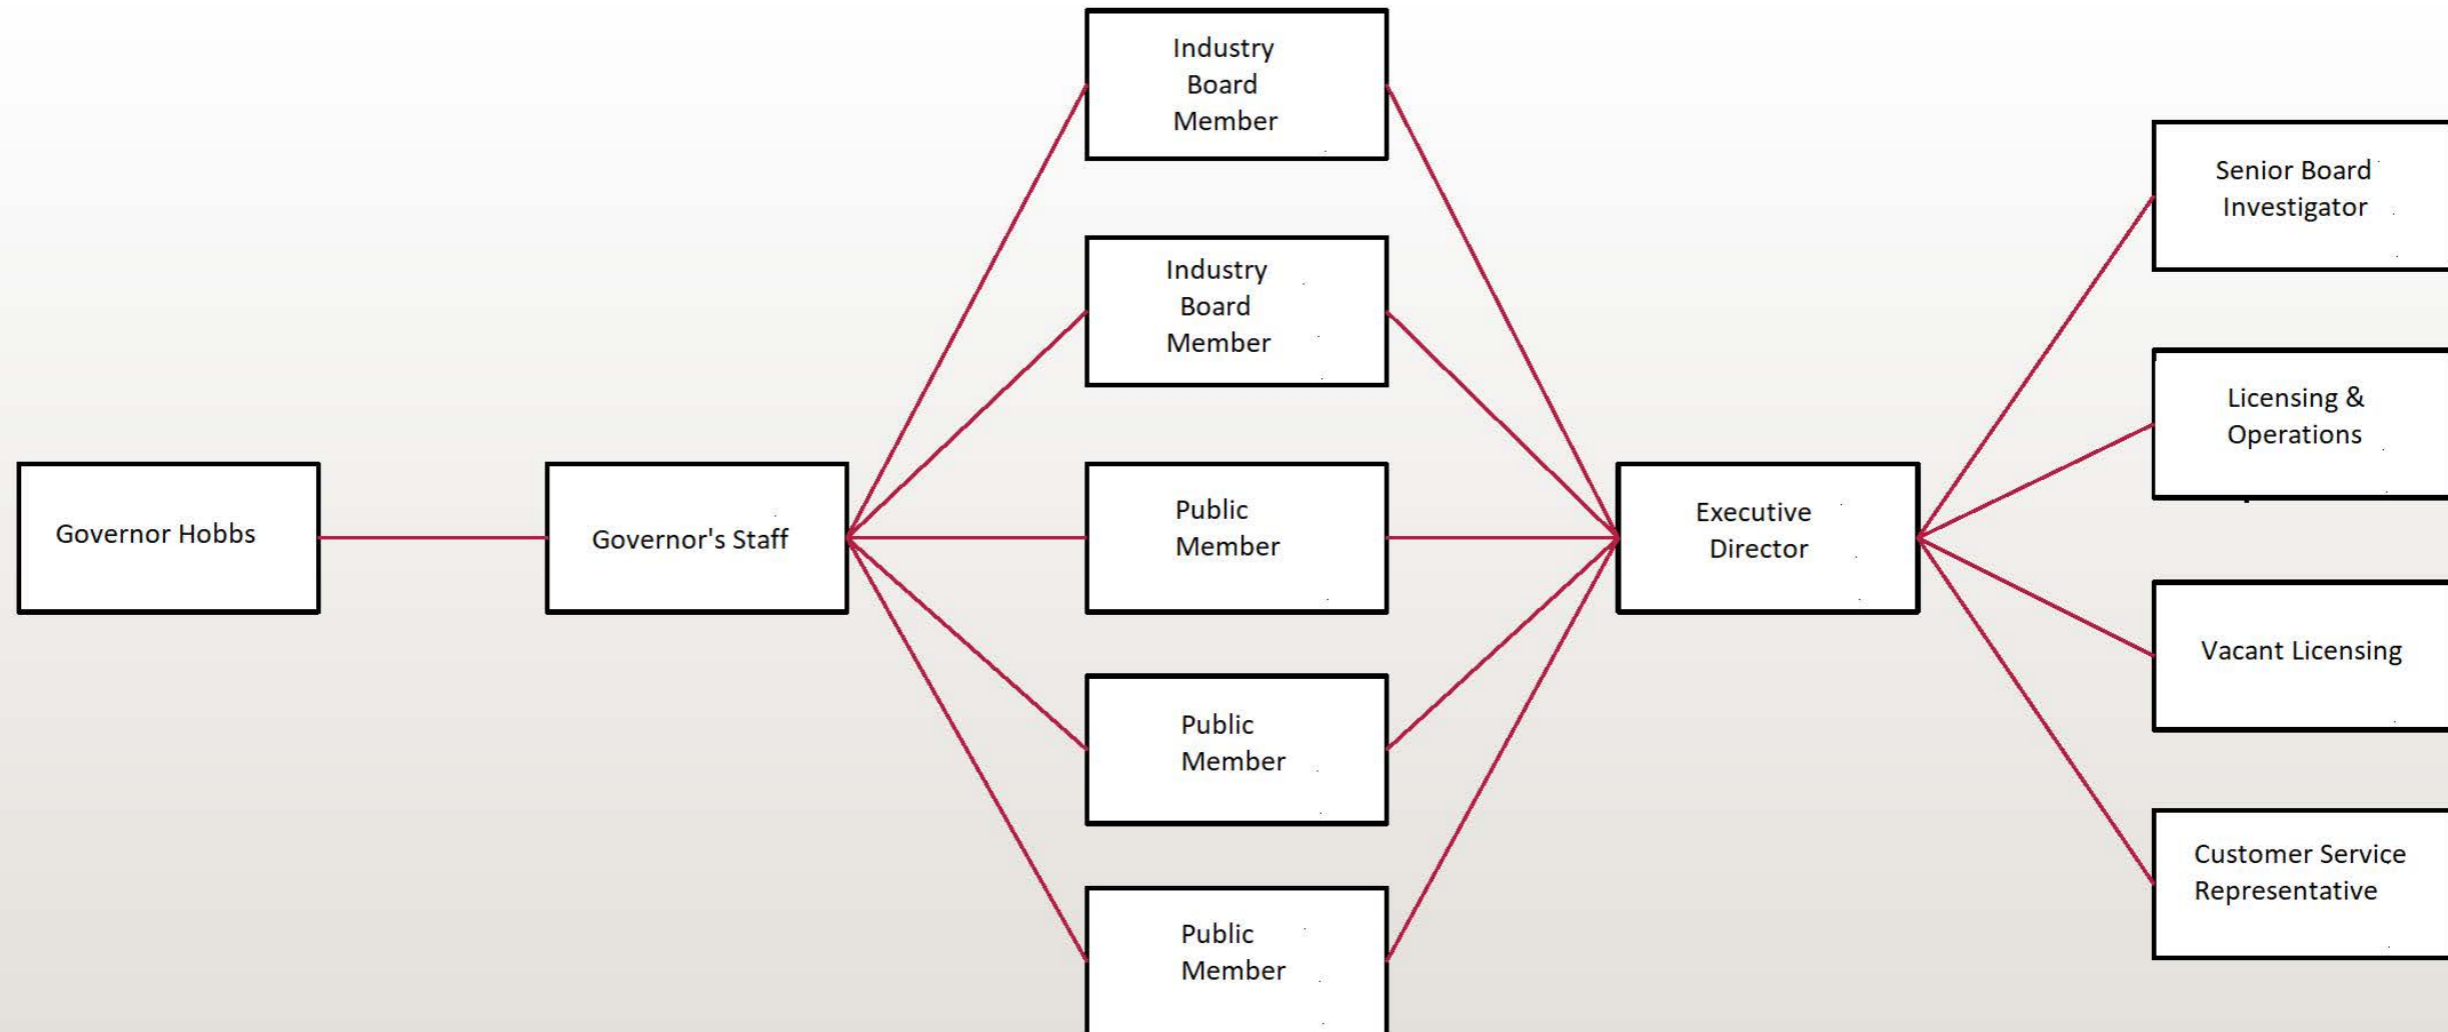 Governor Hobbs
Governor's Staff
Industry
Board
Member
Industry
Board
Member
Public
Member
Public
Member
Public
Member
Executive
Director
Senior Board
Investigator
Licensing &
Operations
Vacant Licensing
Customer Service
Representative